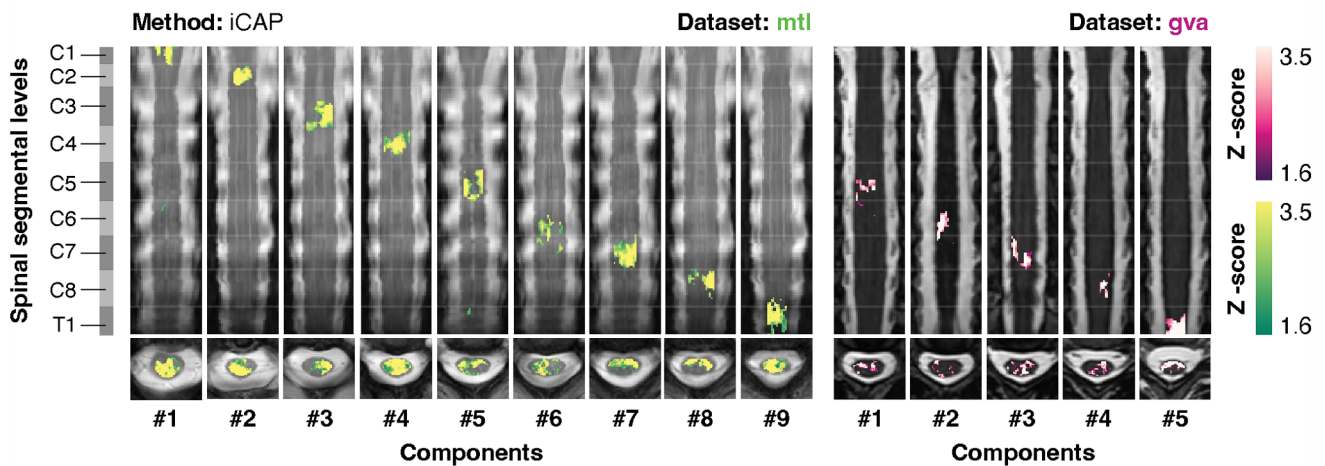 Method: iCAP
Dataset: mtl
Dataset: gva
Spinal segmental levels
C1
C2
C3
C4
C5
C6
C7
C8
T1
#1 #2 #3 #4 #5 #6 #7 #8 #9
Components
#1 #2 #3 #4 #5
Components
Z -score
3.5
1.6
Z -score
3.5
1.6